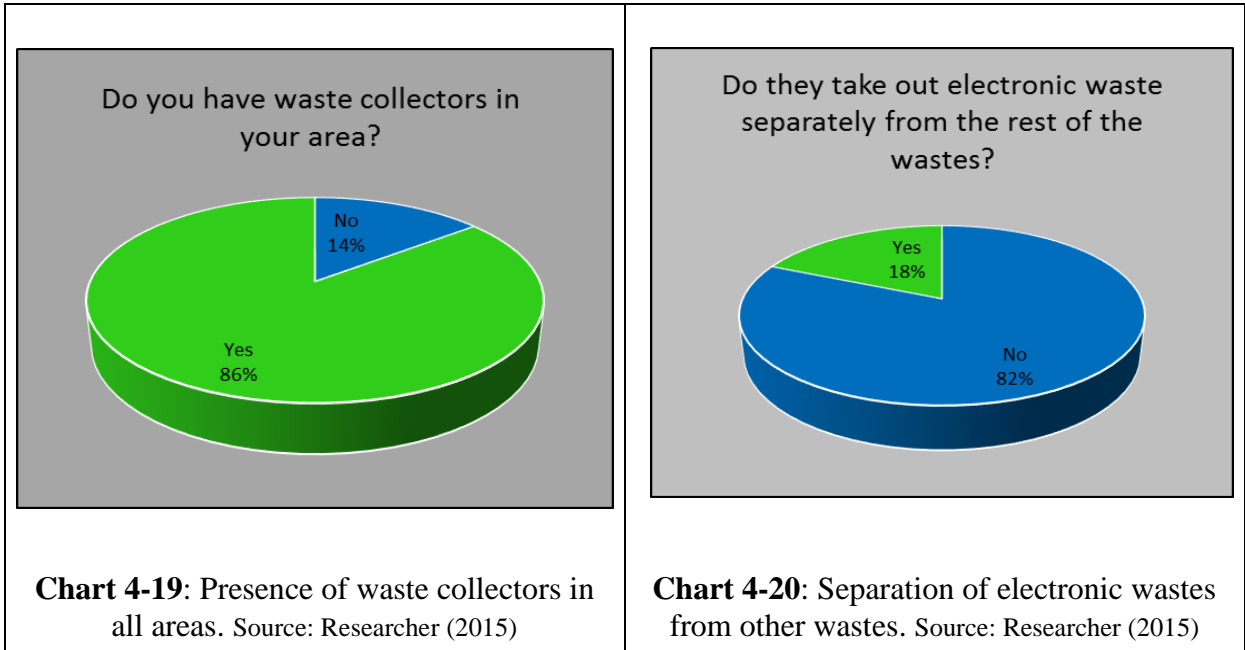 Do you have waste collectors in
your area?
No
14%
Yes
86%
Chart 4-19: Presence of waste collectors in
all areas. Source: Researcher (2015)
Do they take out electronic waste
separately from the rest of the
wastes?
Yes
18%
No
82%
Chart 4-20: Separation of electronic wastes
from other wastes. Source: Researcher (2015)